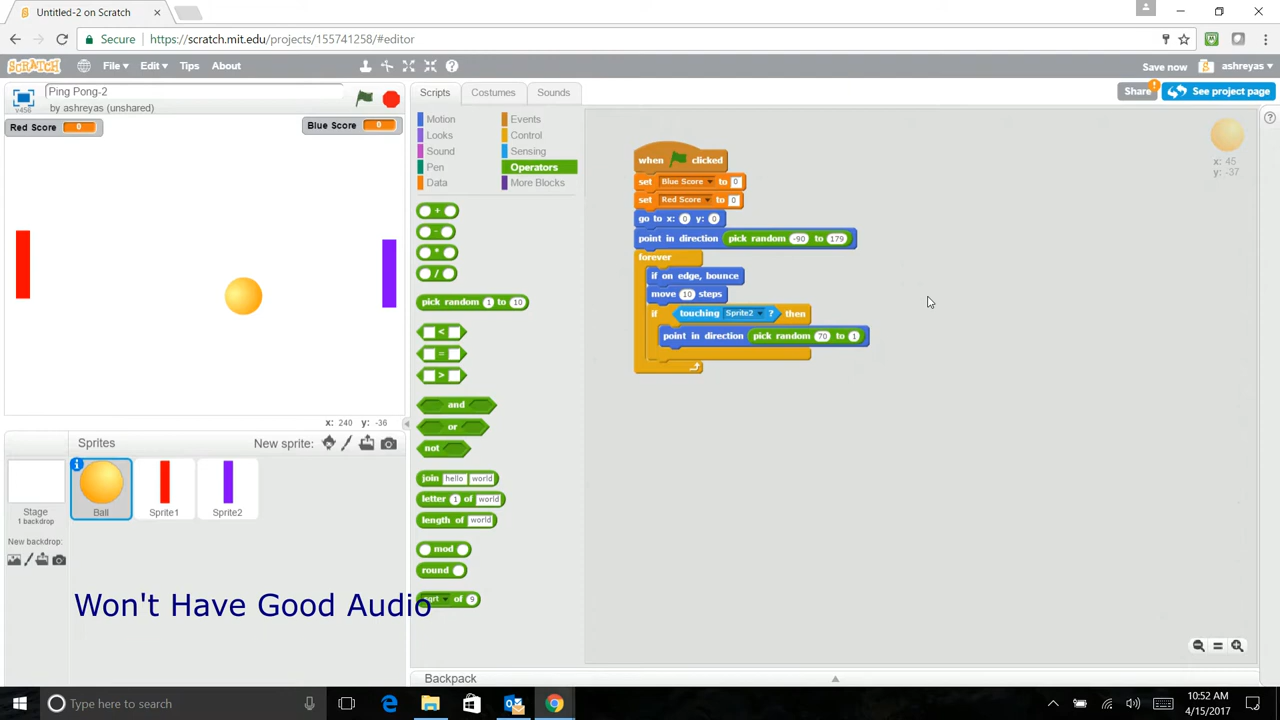 Untitled-2 on Scratch
Secure https://scratch.mit.edu/projects/155741258/#editor
SCRATCH File Edit Tips About Save now ashreyas
v456 Ping Pong-2
by ashreyas (unshared)
Scripts Costumes Sounds
Share See project page
Red Score 0 Blue Score 0
Motion Events
Looks Control
Sound Sensing
Pen Operators
Data More Blocks
+
-
*
/
pick random 1 to 10
<
=
>
and
or
not
join hello world
letter 1 of world
length of world
mod
round
sqrt of 9
when clicked
set Blue Score to 0
set Red Score to 0
go to x: 0 y: 0
point in direction pick random -90 to 179
forever
if on edge, bounce
move 10 steps
if touching Sprite2 ? then
point in direction pick random 70 to 1
x: 45
y: -37
x: 240 y: -36
Sprites New sprite:
Stage
1 backdrop
Ball Sprite1 Sprite2
New backdrop:
Won't Have Good Audio
Backpack
Type here to search
10:52 AM
4/15/2017